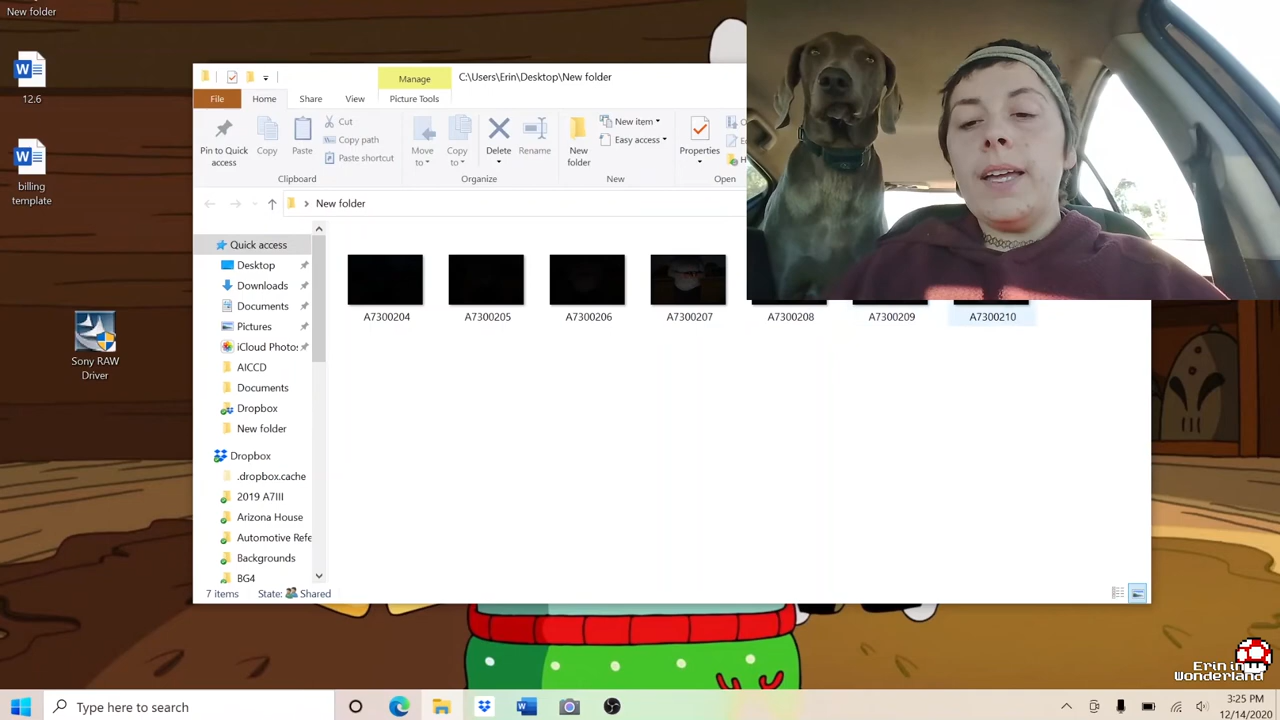 New folder
12.6
billing
template
Sony RAW
Driver
Manage
C:\Users\Erin\Desktop\New folder
File
Home
Share
View
Picture Tools
Pin to Quick
access
Copy
Paste
Cut
Copy path
Paste shortcut
Clipboard
Move
to
Copy
to
Delete
Rename
Organize
New
folder
New item
Easy access
New
Properties
Open
New folder
Quick access
Desktop
Downloads
Documents
Pictures
iCloud Photos
AICCD
Documents
Dropbox
New folder
Dropbox
.dropbox.cache
2019 A7III
Arizona House
Automotive Refe
Backgrounds
BG4
A7300204
A7300205
A7300206
A7300207
A7300208
A7300209
A7300210
7 items
State:
Shared
Erin in
Wonderland
Type here to search
3:25 PM
12/14/2020